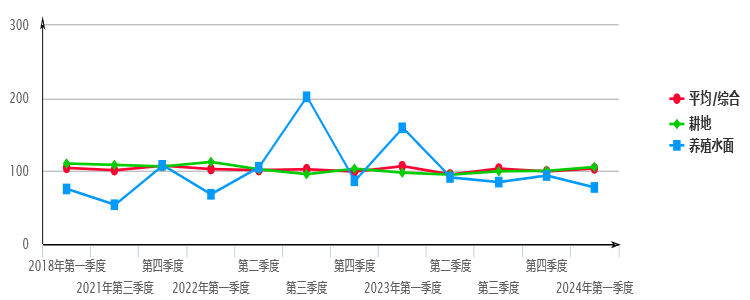 300
200
100
0
平均/综合
耕地
养殖水面
2018年第一季度
2021年第三季度
第四季度
2022年第一季度
第二季度
第三季度
第四季度
2023年第一季度
第二季度
第三季度
第四季度
2024年第一季度